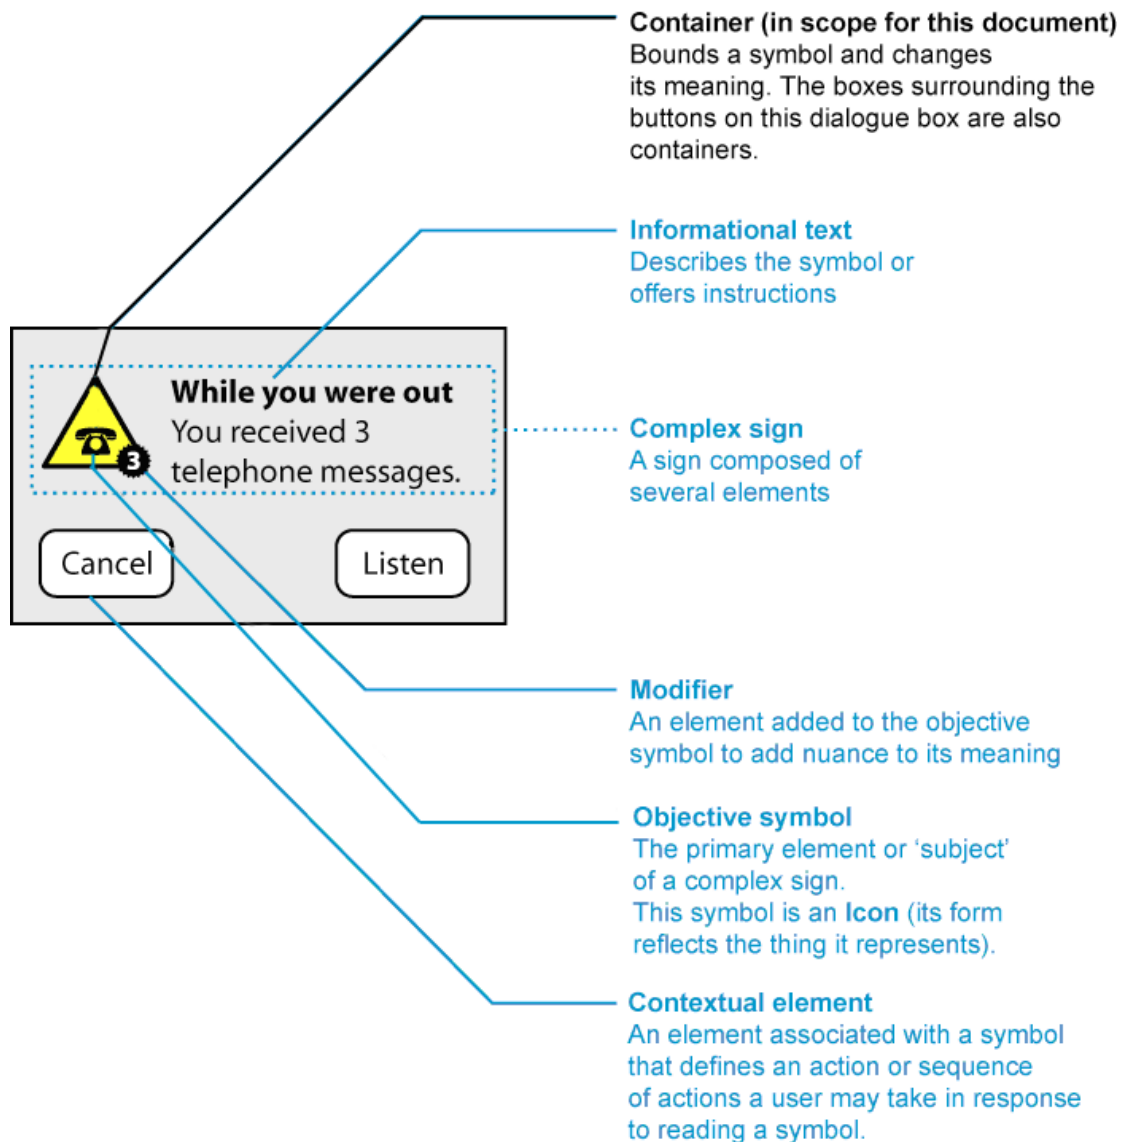 Container (in scope for this document)
Bounds a symbol and changes
its meaning. The boxes surrounding the
buttons on this dialogue box are also
containers.
Informational text
Describes the symbol or
offers instructions
While you were out
You received 3
telephone messages.
3
Cancel
Listen
Complex sign
A sign composed of
several elements
Modifier
An element added to the objective
symbol to add nuance to its meaning
Objective symbol
The primary element or ‘subject’
of a complex sign.
This symbol is an Icon (its form
reflects the thing it represents).
Contextual element
An element associated with a symbol
that defines an action or sequence
of actions a user may take in response
to reading a symbol.